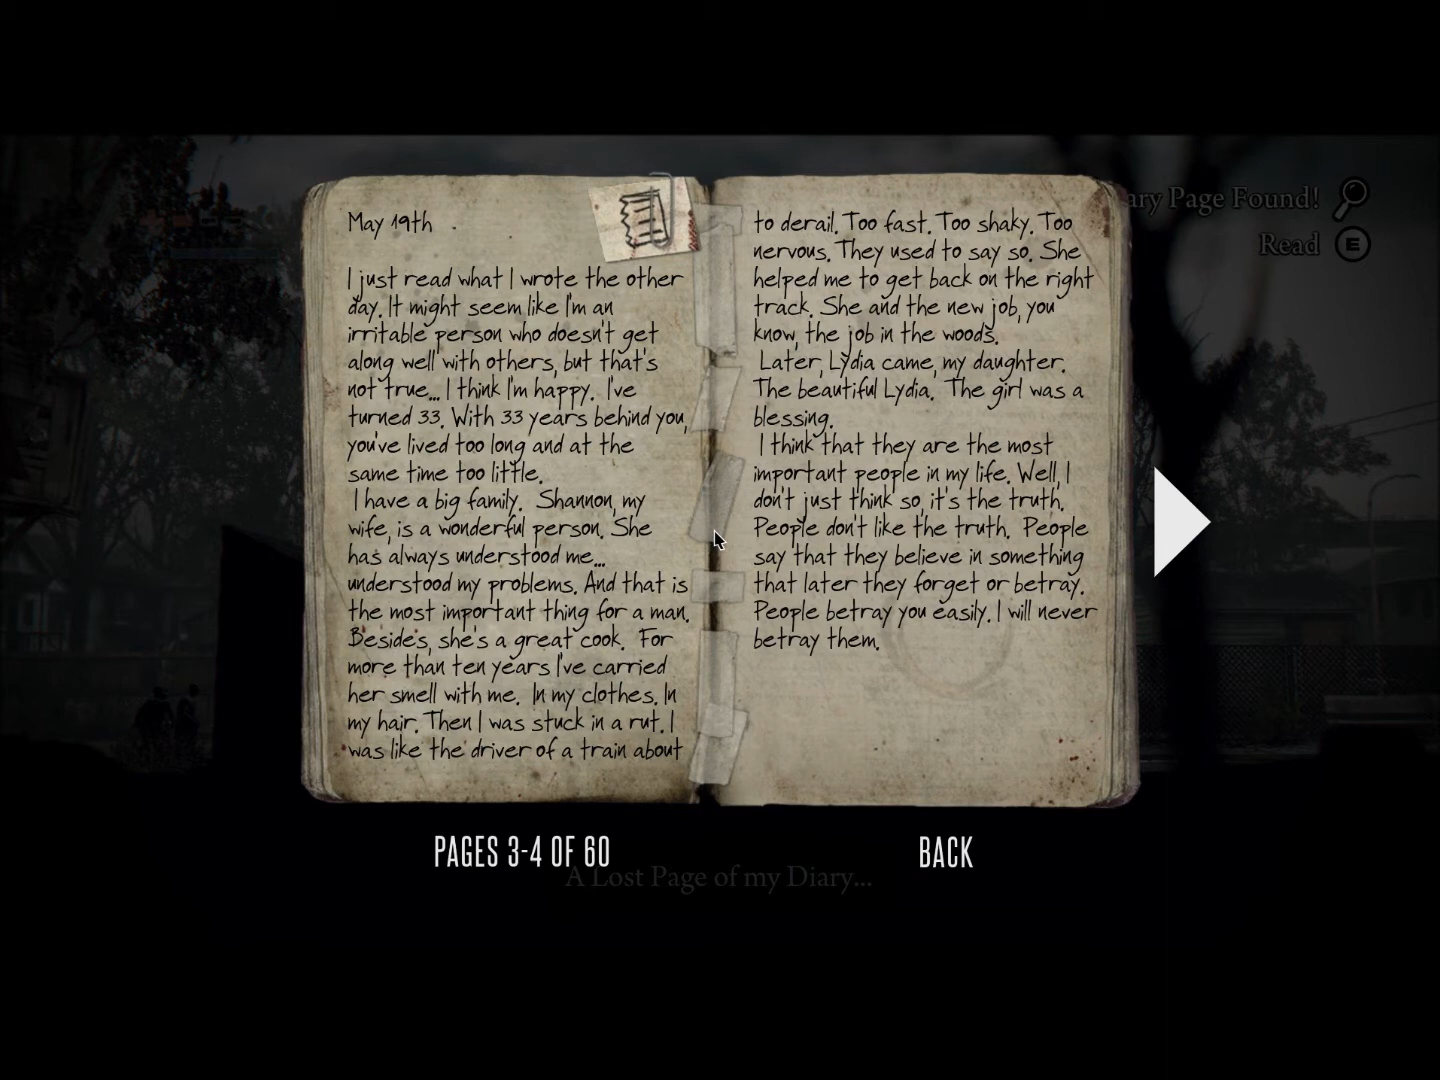 May 19th
I just read what I wrote the other
day. It might seem like I'm an
irritable person who doesn't get
along well with others, but that's
not true... I think I'm happy. I've
turned 33. With 33 years behind you,
you've lived too long and at the
same time too little.
I have a big family. Shannon, my
wife, is a wonderful person. She
has always understood me...
understood my problems. And that is
the most important thing for a man.
Besides, she's a great cook. For
more than ten years I've carried
her smell with me. In my clothes. In
my hair. Then I was stuck in a rut. I
was like the driver of a train about
to derail. Too fast. Too shaky. Too
nervous. They used to say so. She
helped me to get back on the right
track. She and the new job, you
know, the job in the woods.
Later, Lydia came, my daughter.
The beautiful Lydia. The girl was a
blessing.
I think that they are the most
important people in my life. Well, I
don't just think so, it's the truth.
People don't like the truth. People
say that they believe in something
that later they forget or betray.
People betray you easily. I will never
betray them.
ary Page Found!
Read E
PAGES 3-4 OF 60
BACK
A Lost Page of my Diary...